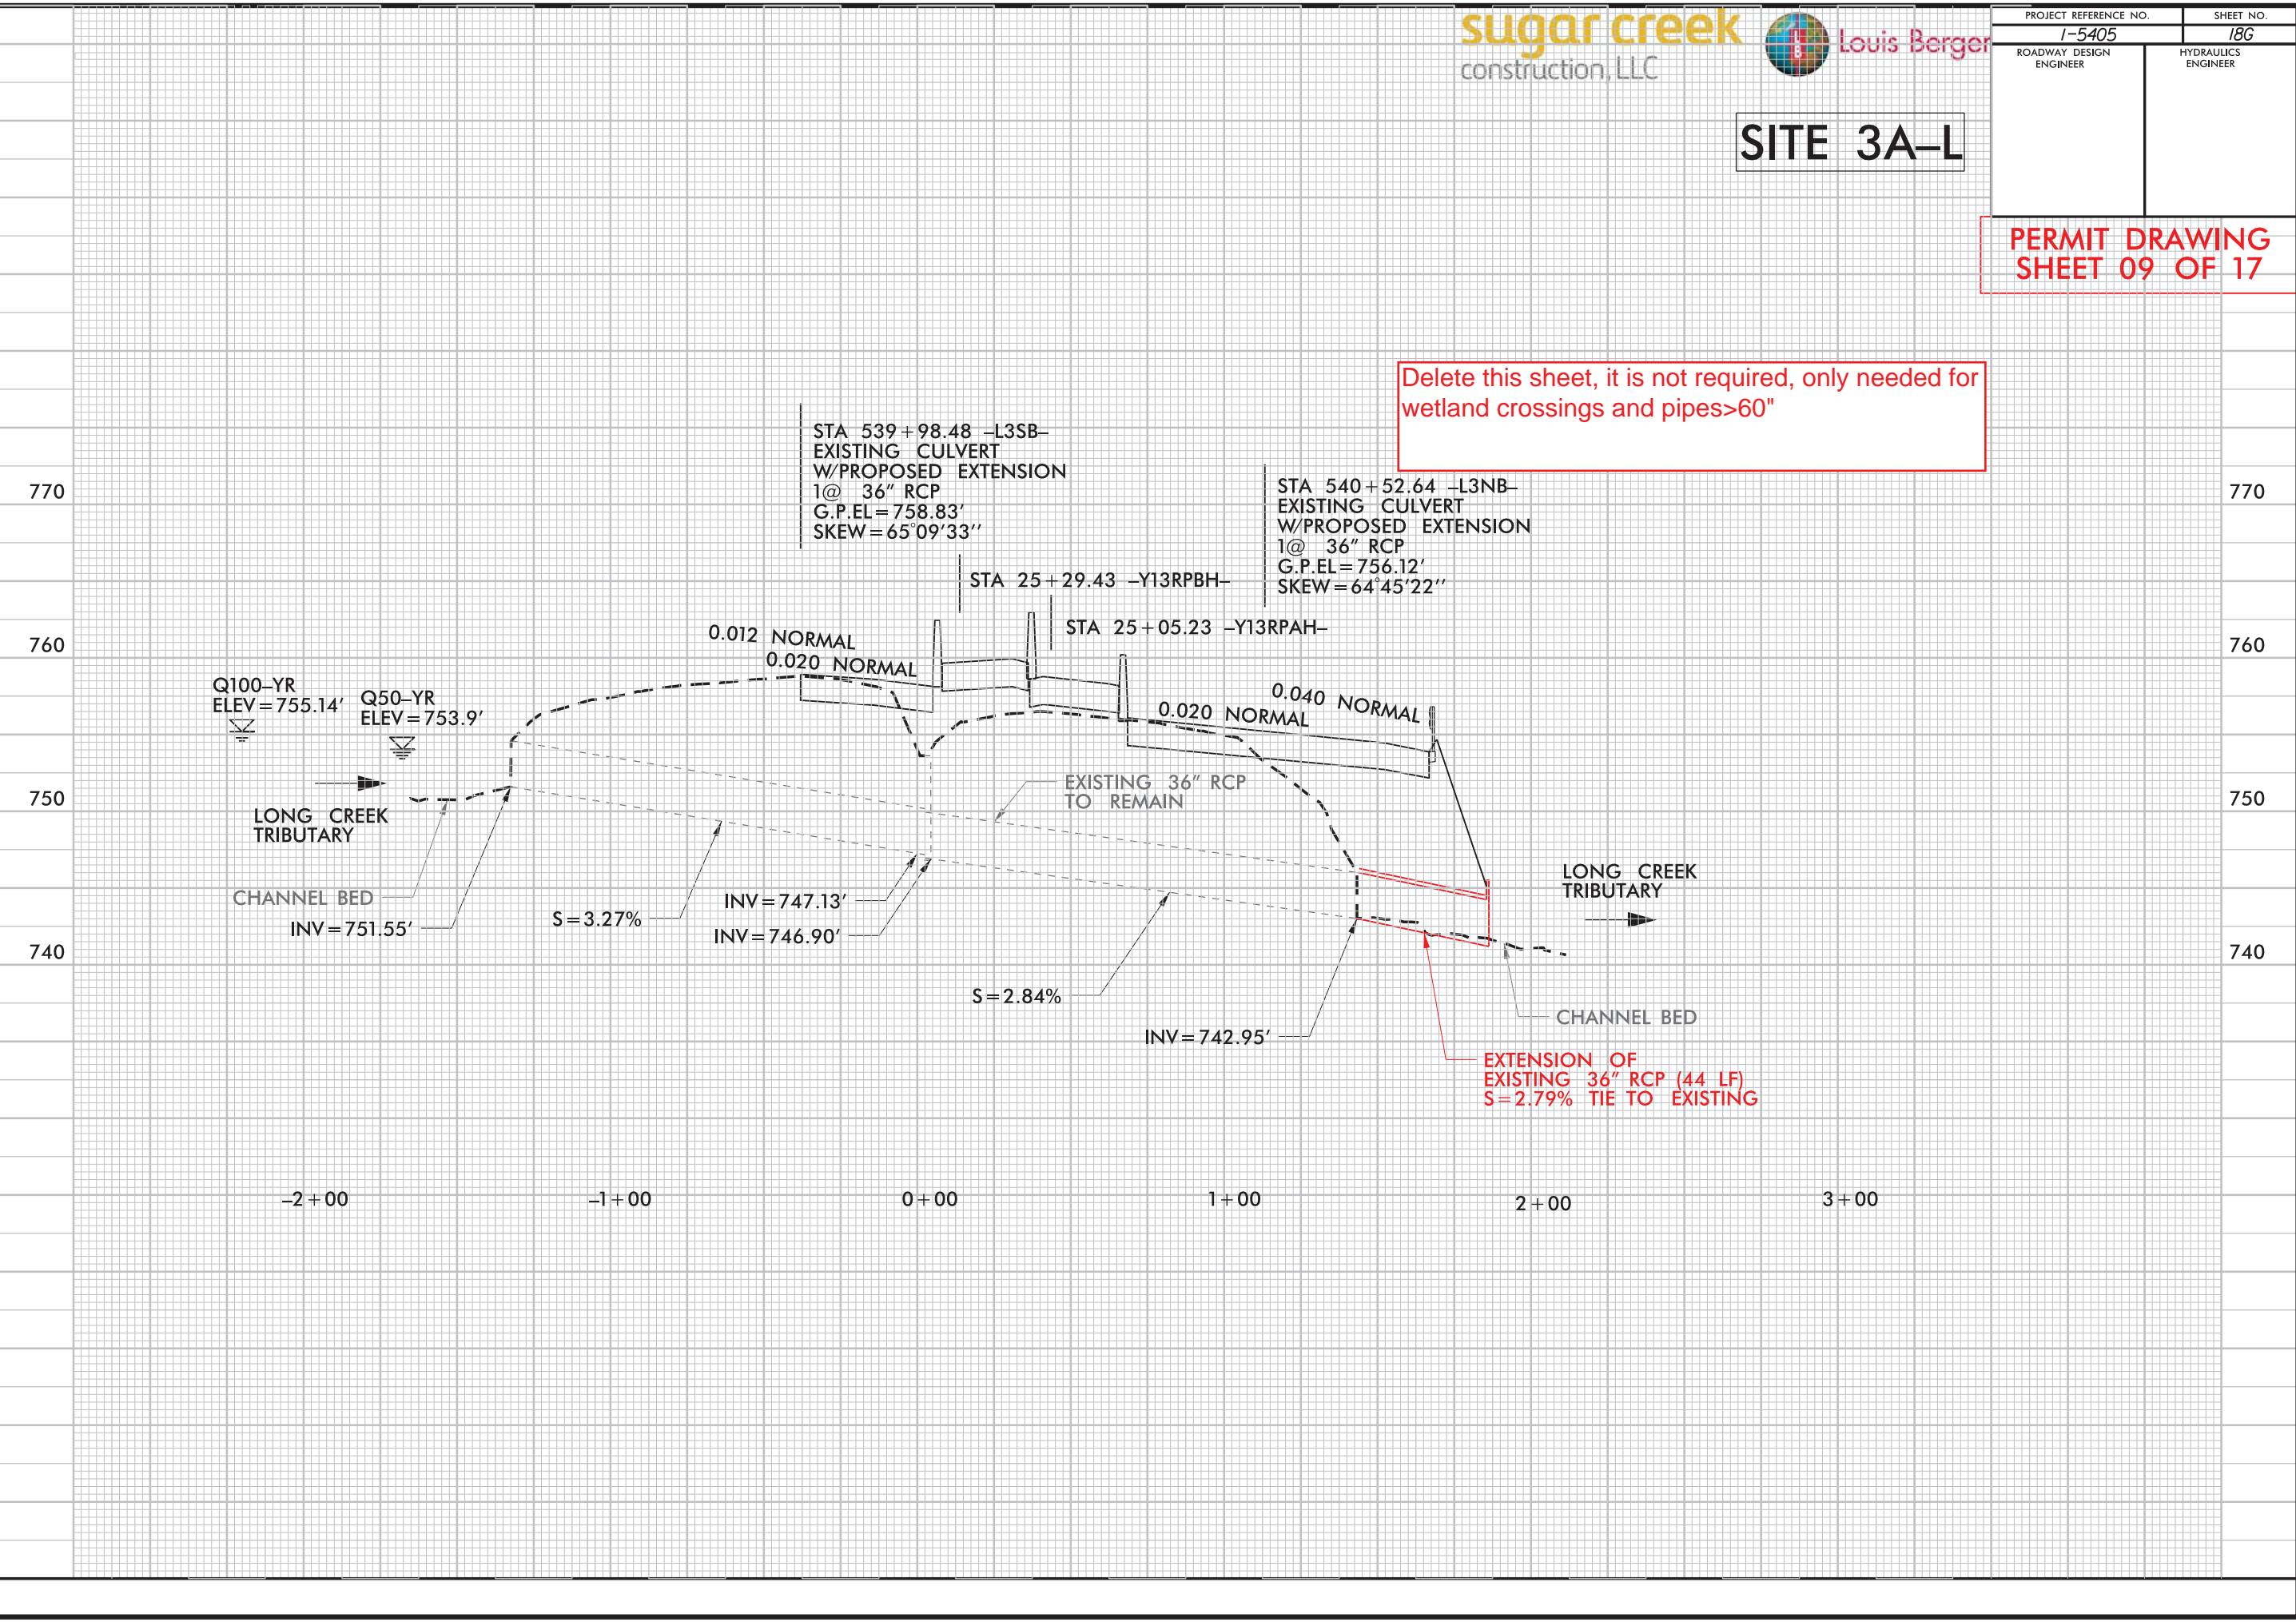 sugar creek
construction, LLC
Louis Berger
PROJECT REFERENCE NO.
SHEET NO.
I-5405
18G
ROADWAY DESIGN
ENGINEER
HYDRAULICS
ENGINEER
SITE 3A–L
PERMIT DRAWING
SHEET 09 OF 17
Delete this sheet, it is not required, only needed for
wetland crossings and pipes>60"
STA 539+98.48 –L3SB–
EXISTING CULVERT
W/PROPOSED EXTENSION
1@ 36" RCP
G.P.EL=758.83'
SKEW=65°09'33''
STA 540+52.64 –L3NB–
EXISTING CULVERT
W/PROPOSED EXTENSION
1@ 36" RCP
G.P.EL=756.12'
SKEW=64°45'22''
STA 25+29.43 –Y13RPBH–
STA 25+05.23 –Y13RPAH–
770
770
760
760
750
750
740
740
0.012 NORMAL
0.020 NORMAL
0.040 NORMAL
0.020 NORMAL
Q100–YR
ELEV=755.14'
Q50–YR
ELEV=753.9'
LONG CREEK
TRIBUTARY
EXISTING 36" RCP
TO REMAIN
LONG CREEK
TRIBUTARY
CHANNEL BED
INV=751.55'
S=3.27%
INV=747.13'
INV=746.90'
S=2.84%
INV=742.95'
CHANNEL BED
EXTENSION OF
EXISTING 36" RCP (44 LF)
S=2.79% TIE TO EXISTING
–2+00
–1+00
0+00
1+00
2+00
3+00